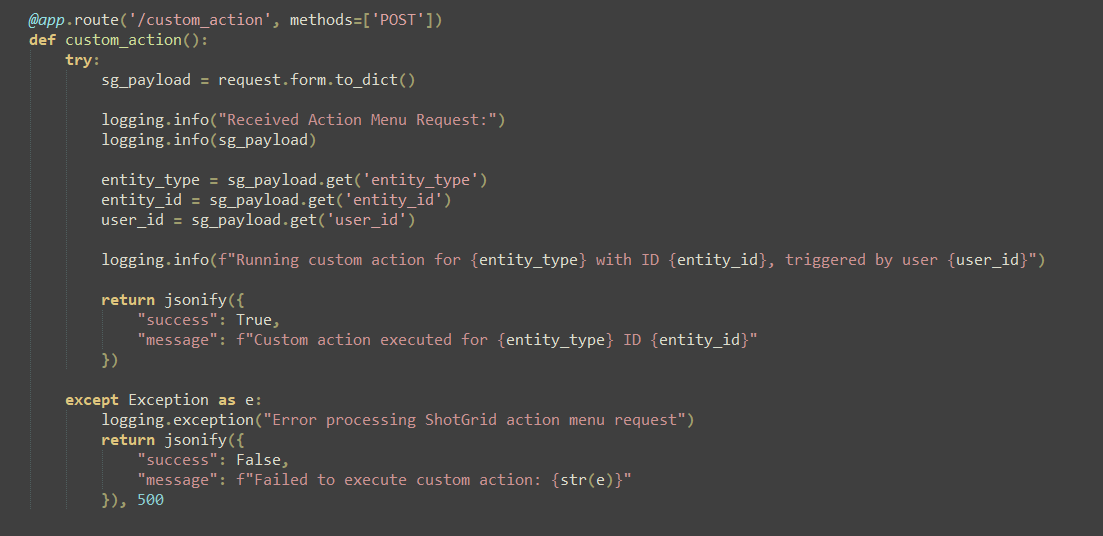 @app.route('/custom_action', methods=['POST'])
def custom_action():
    try:
        sg_payload = request.form.to_dict()

        logging.info("Received Action Menu Request:")
        logging.info(sg_payload)

        entity_type = sg_payload.get('entity_type')
        entity_id = sg_payload.get('entity_id')
        user_id = sg_payload.get('user_id')

        logging.info(f"Running custom action for {entity_type} with ID {entity_id}, triggered by user {user_id}")

        return jsonify({
            "success": True,
            "message": f"Custom action executed for {entity_type} ID {entity_id}"
        })

    except Exception as e:
        logging.exception("Error processing ShotGrid action menu request")
        return jsonify({
            "success": False,
            "message": f"Failed to execute custom action: {str(e)}"
        }), 500